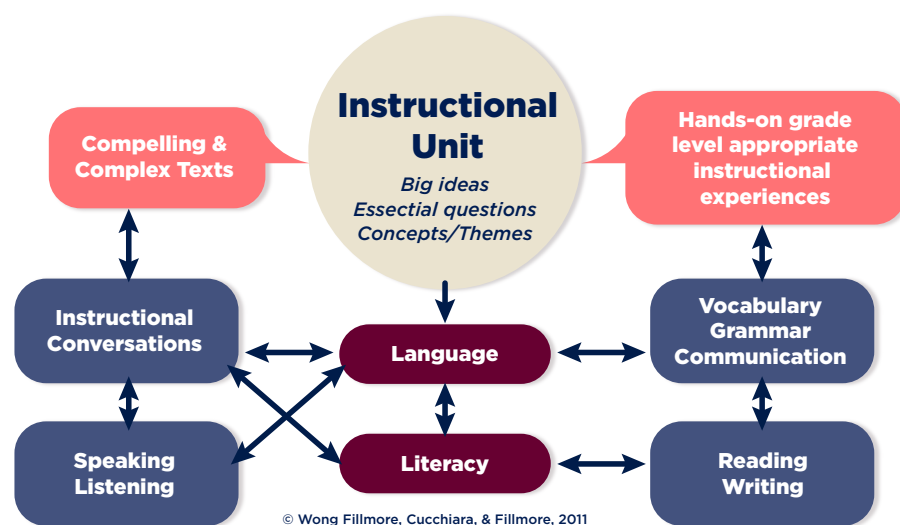 Instructional
Unit
Big ideas
Essectial questions
Concepts/Themes
Compelling &
Complex Texts
Hands-on grade
level appropriate
instructional
experiences
Instructional
Conversations
Language
Vocabulary
Grammar
Communication
Speaking
Listening
Literacy
Reading
Writing
© Wong Fillmore, Cucchiara, & Fillmore, 2011